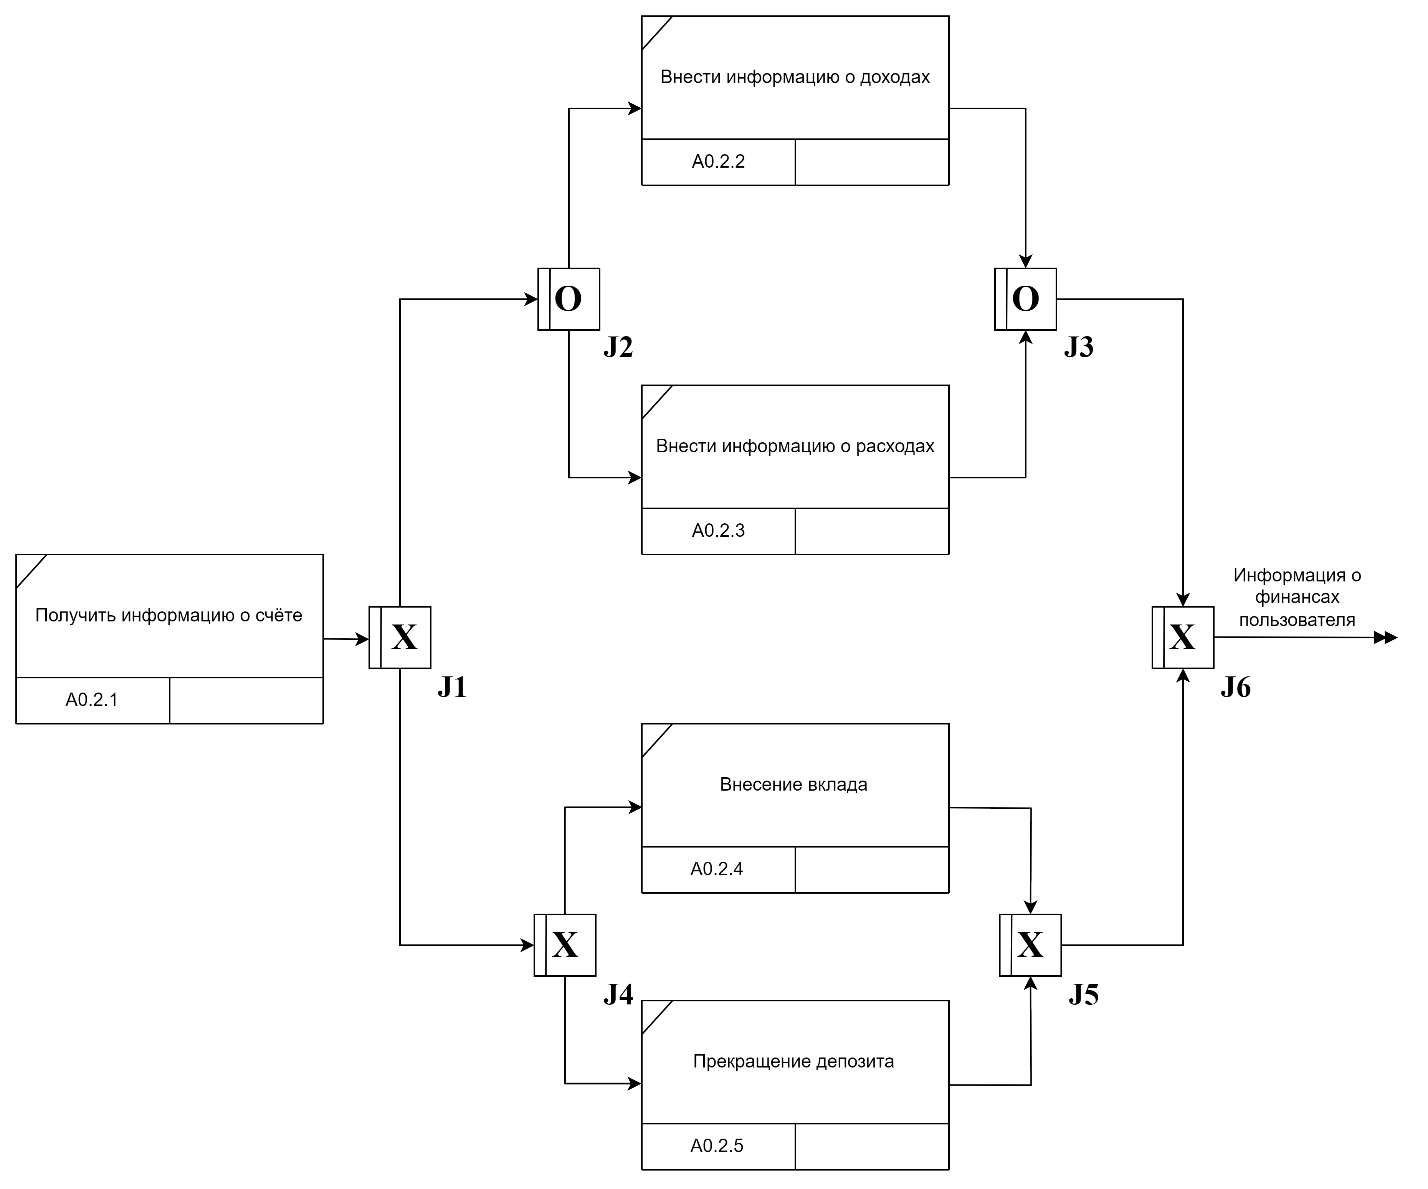 Внести информацию о доходах
A0.2.2
O
J2
O
J3
Внести информацию о расходах
A0.2.3
Получить информацию о счёте
A0.2.1
X
J1
Информация о
финансах
пользователя
X
J6
Внесение вклада
A0.2.4
X
J4
X
J5
Прекращение депозита
A0.2.5